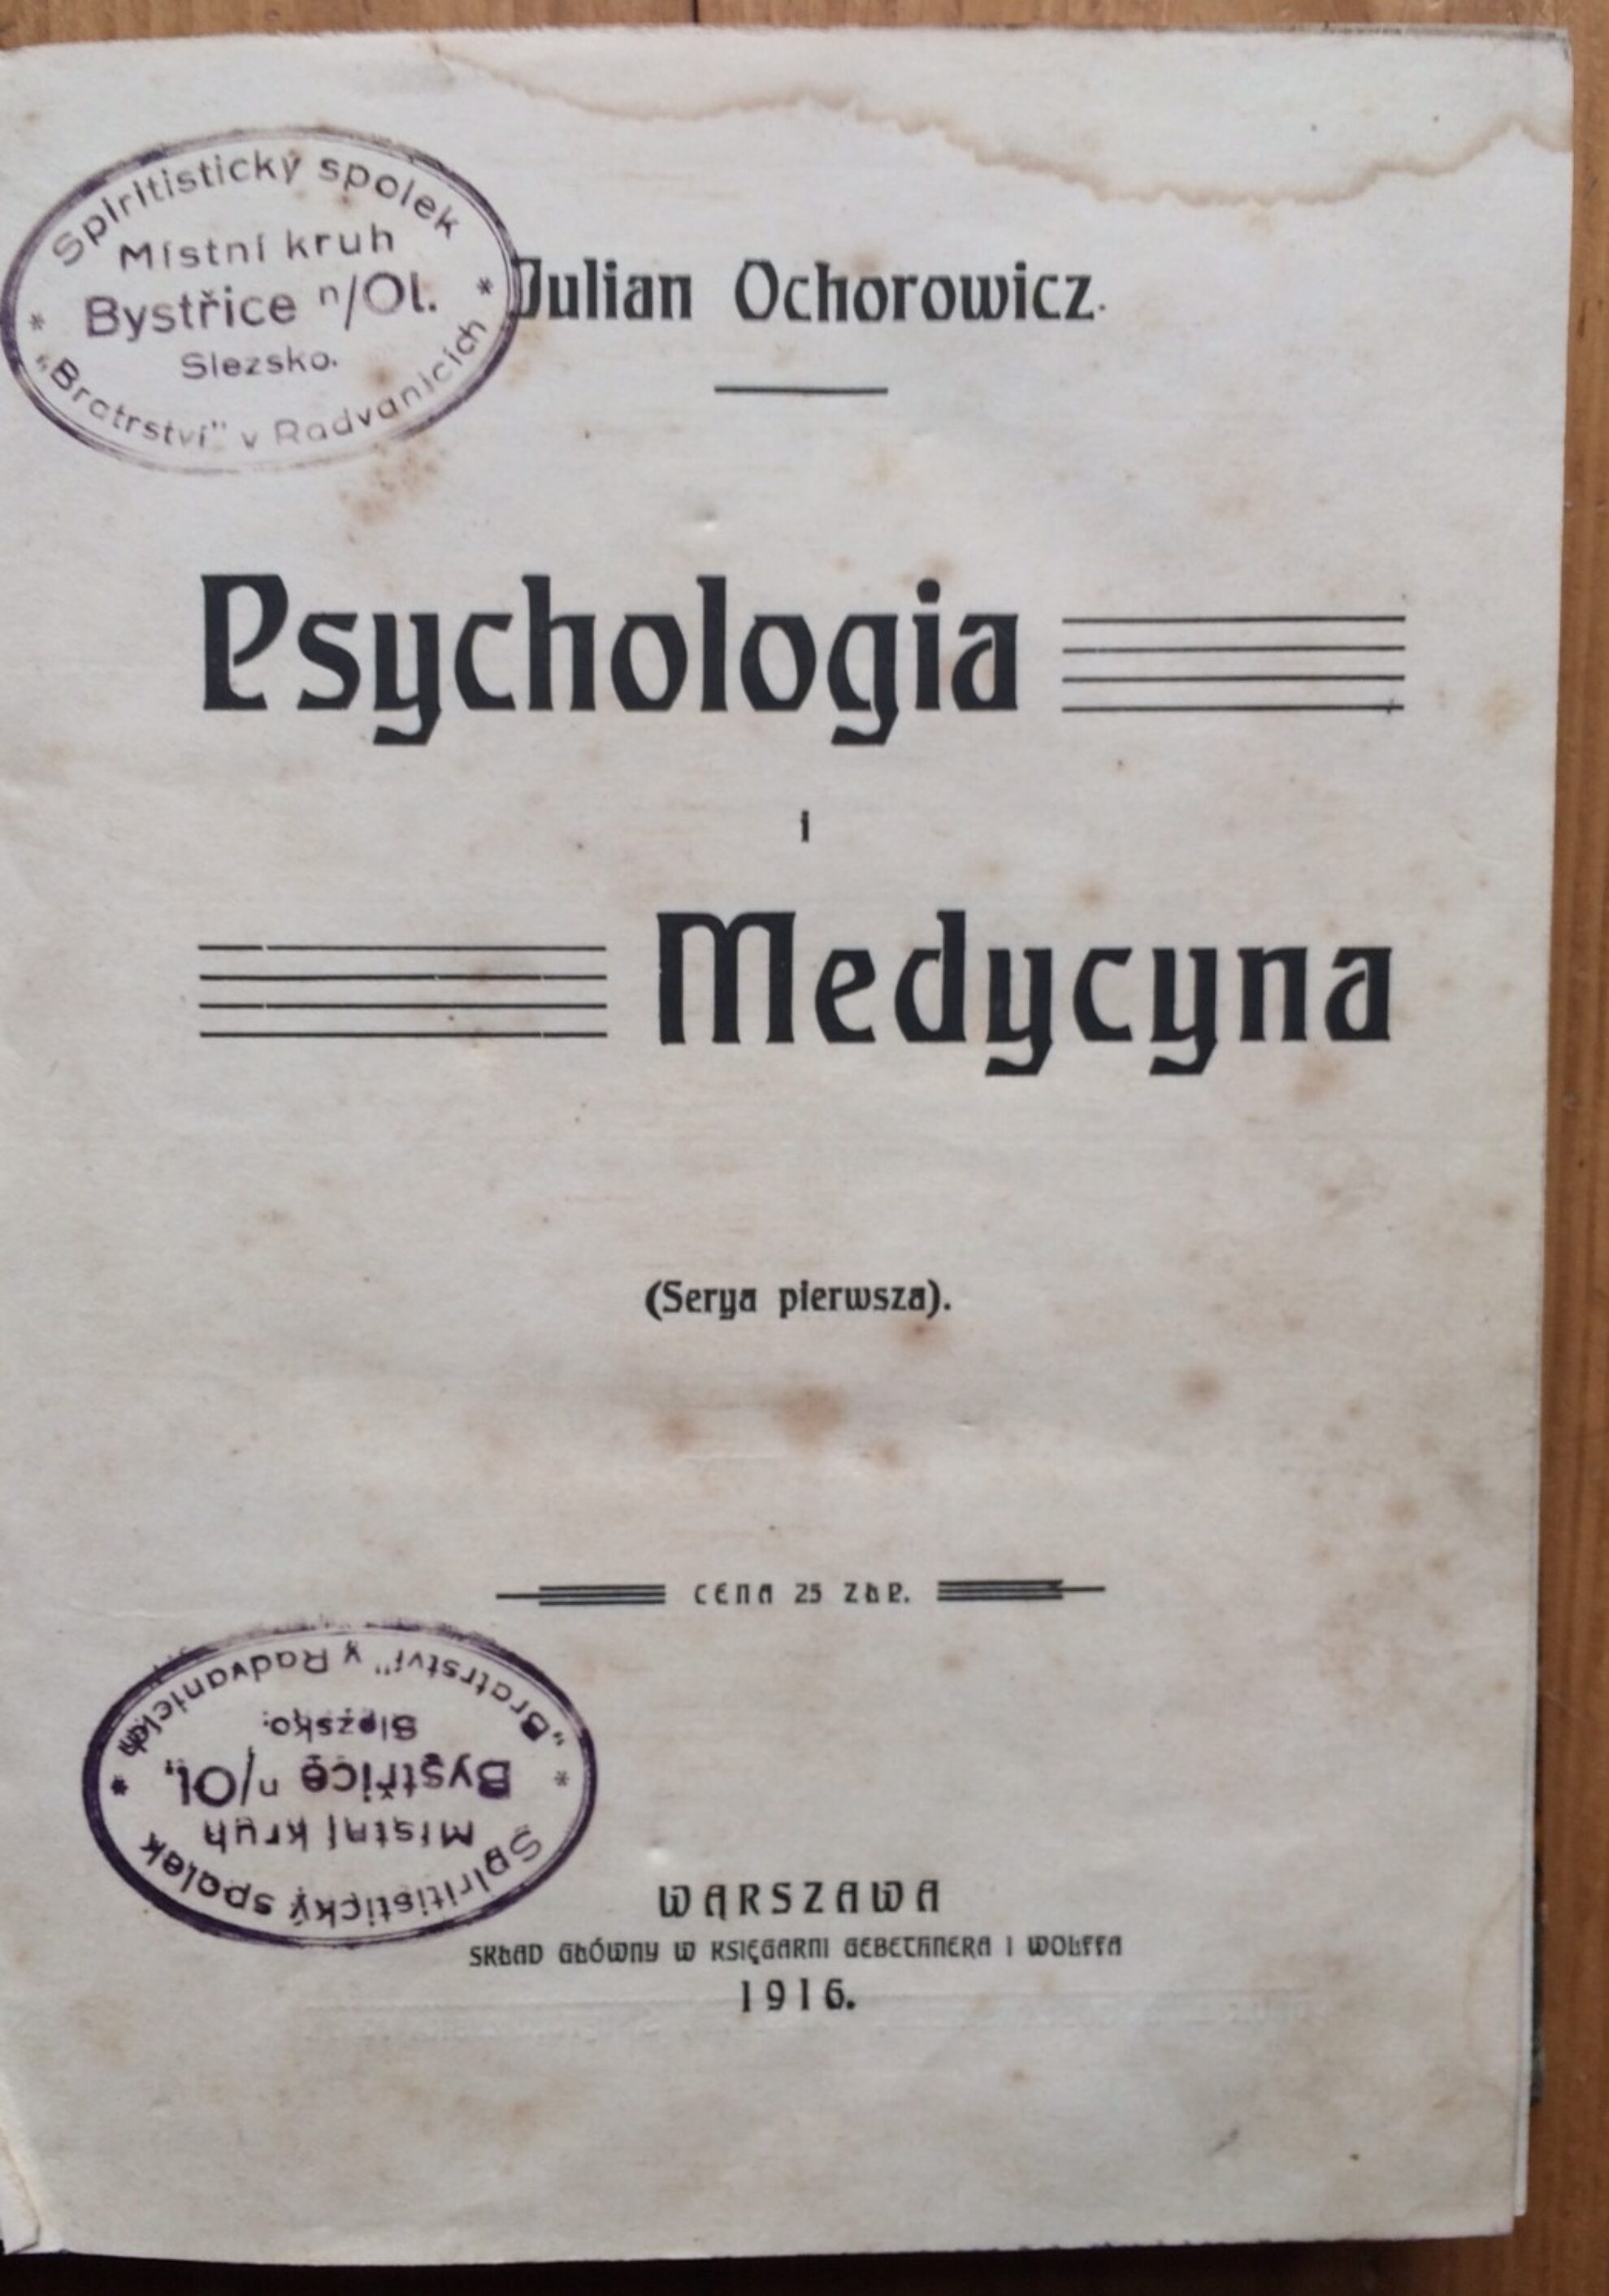 Spiritistický spolek
Místní kruh
Bystřice n/Ol.
Slezsko.
"Bratrství" v Radvanicích
Julian Ochorowicz.
Psychologia
i
Medycyna
(Serya pierwsza).
CENA 25 ZŁP.
"Bratrství" v Radvanicích
Slezsko.
Bystřice n/Ol.
Místní kruh
Spiritistický spolek
WARSZAWA
SKŁAD GŁÓWNY W KSIĘGARNI GEBETHNERA I WOLFFA
1916.